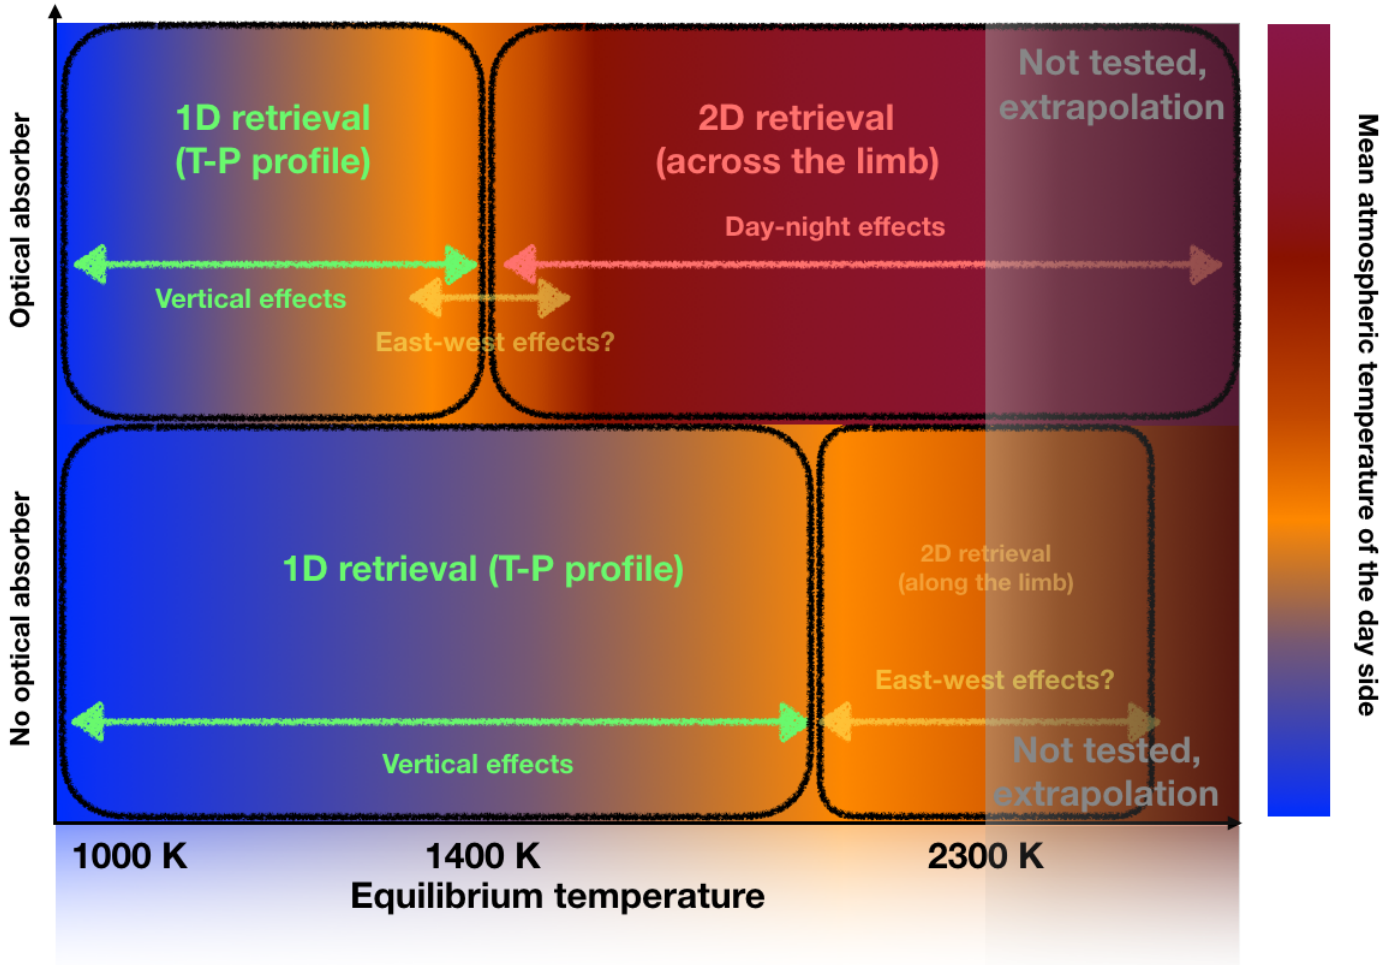 Optical absorber
1D retrieval
(T-P profile)
Vertical effects
East-west effects?
2D retrieval
(across the limb)
Day-night effects
Not tested,
extrapolation
No optical absorber
1D retrieval (T-P profile)
Vertical effects
2D retrieval
(along the limb)
East-west effects?
Not tested,
extrapolation
1000 K
1400 K
2300 K
Equilibrium temperature
Mean atmospheric temperature of the day side